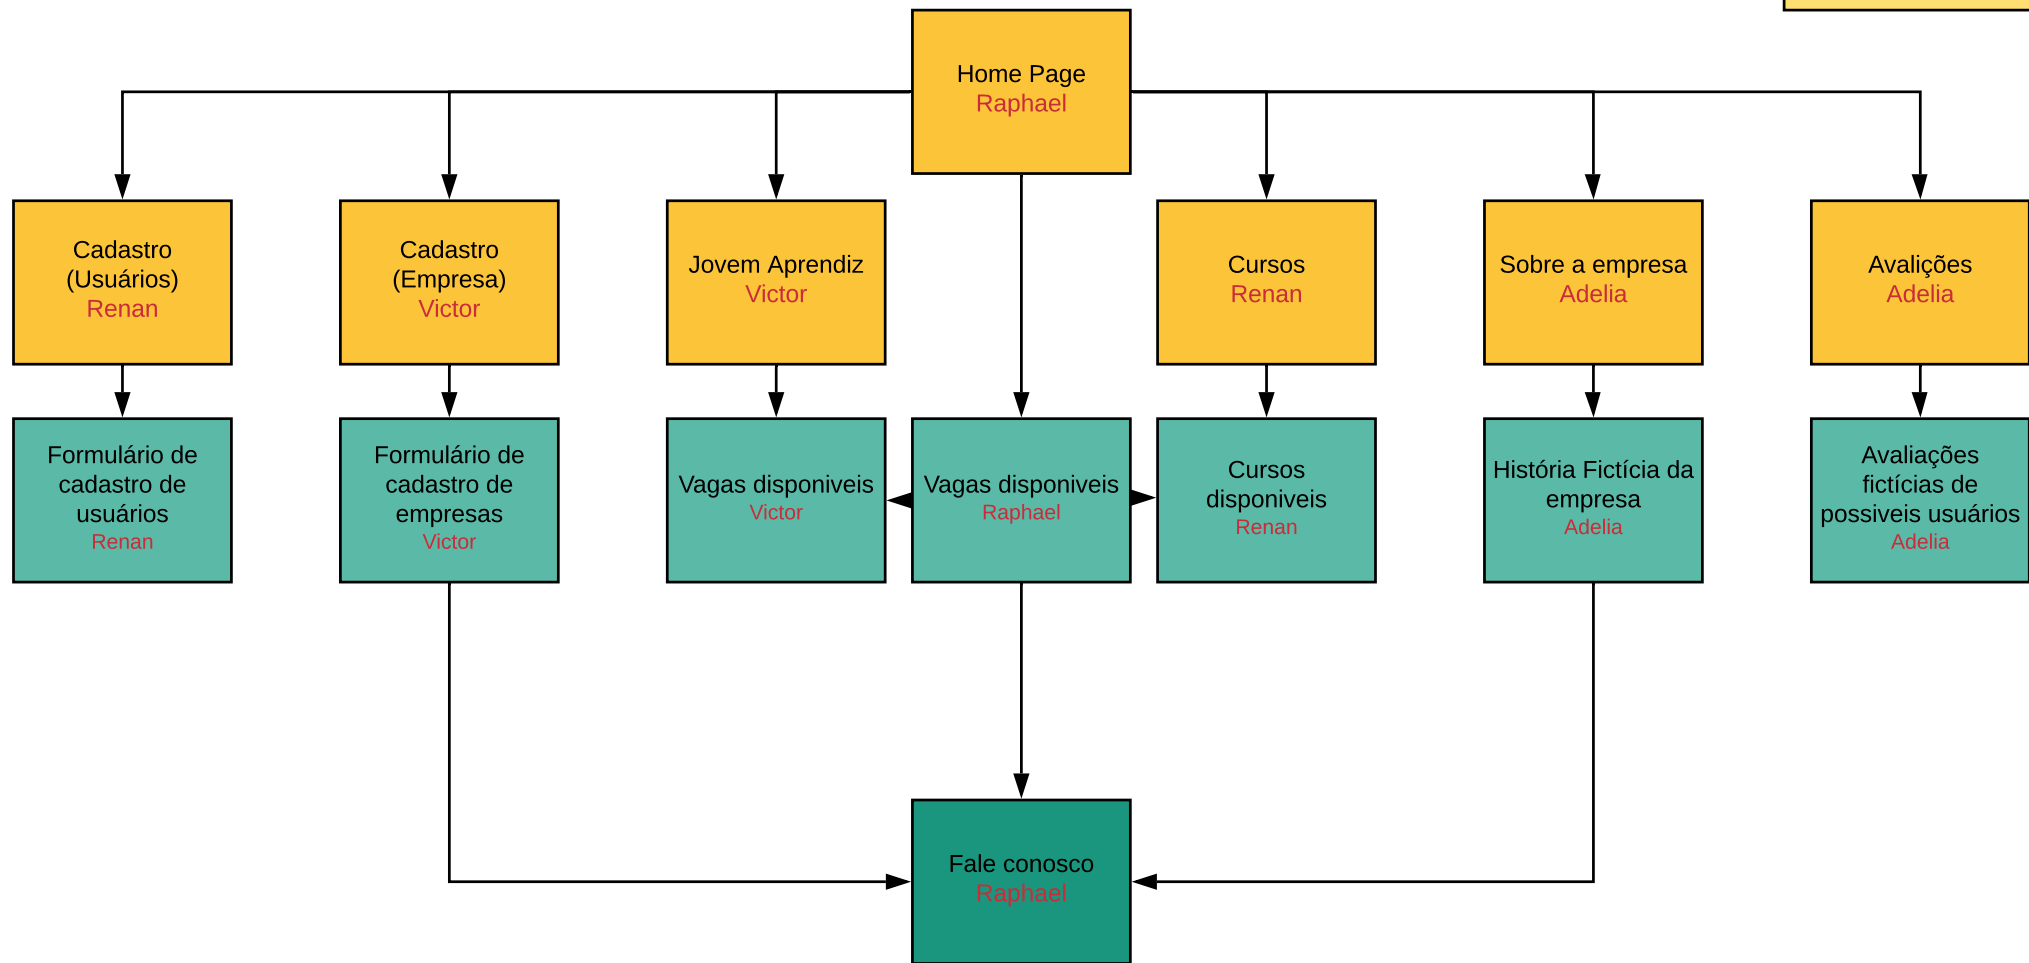 Home Page
Raphael
Cadastro
(Usuários)
Renan
Cadastro
(Empresa)
Victor
Jovem Aprendiz
Victor
Cursos
Renan
Sobre a empresa
Adelia
Avalições
Adelia
Formulário de
cadastro de
usuários
Renan
Formulário de
cadastro de
empresas
Victor
Vagas disponiveis
Victor
Vagas disponiveis
Raphael
Cursos
disponiveis
Renan
História Fictícia da
empresa
Adelia
Avaliações
fictícias de
possiveis usuários
Adelia
Fale conosco
Raphael